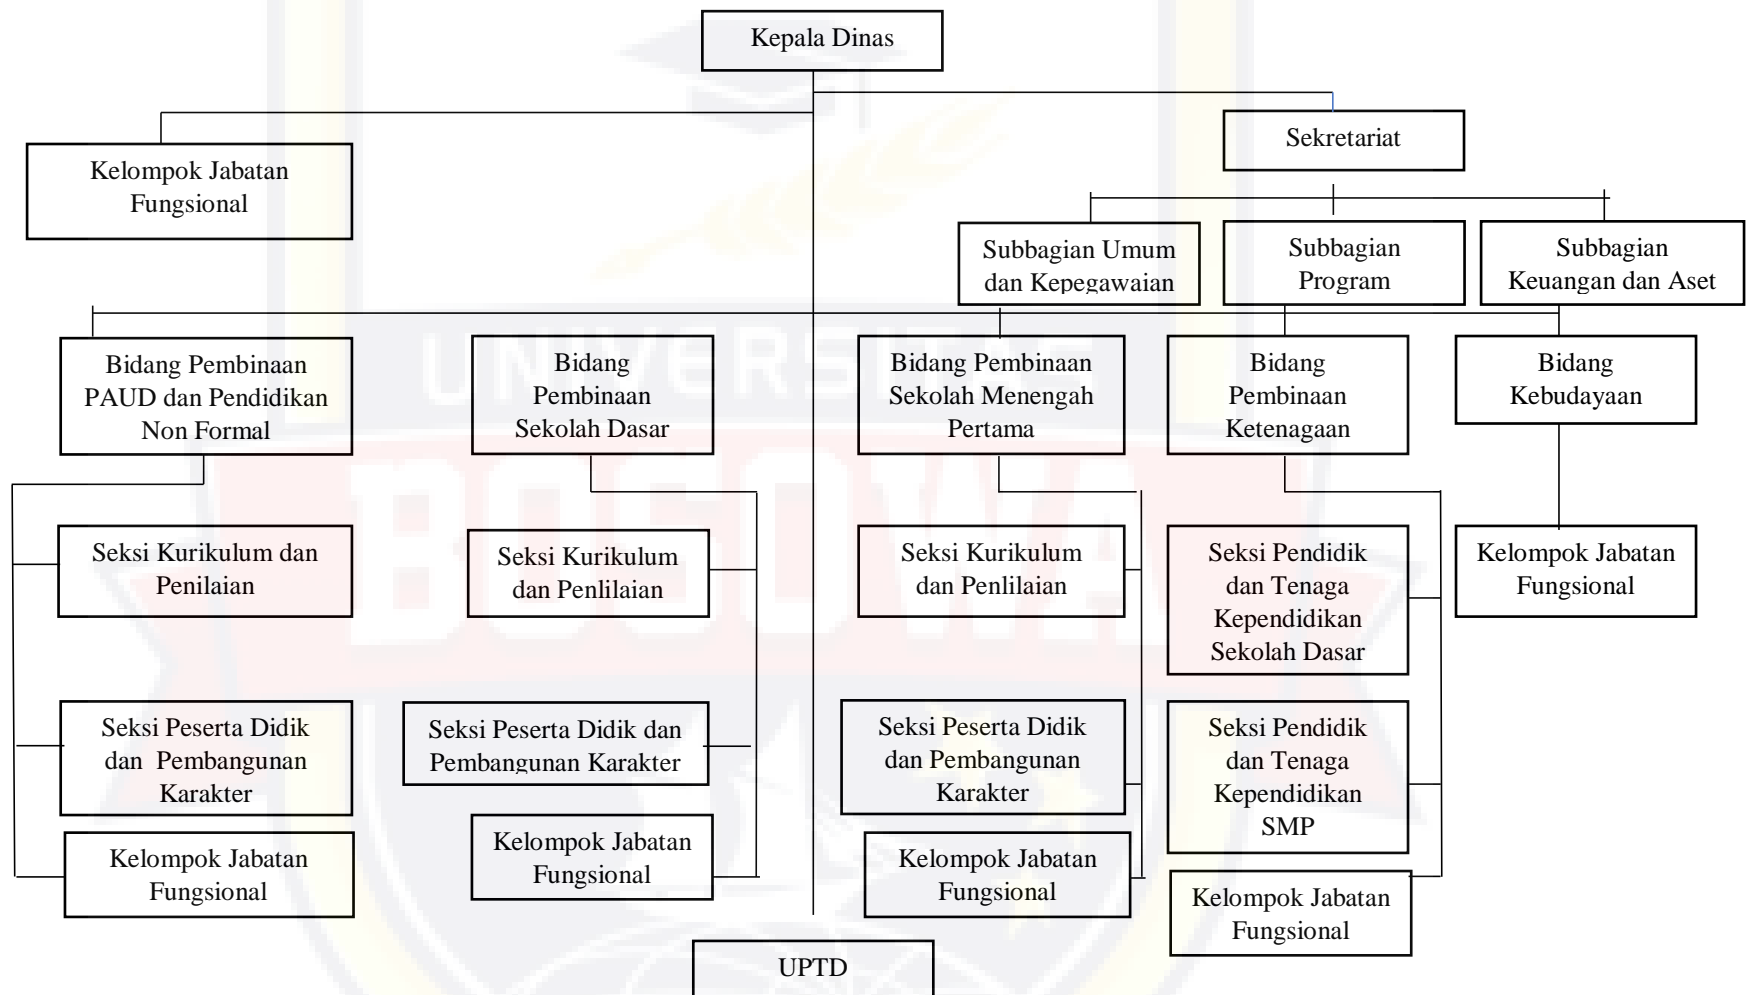 Kepala Dinas
Sekretariat
Kelompok Jabatan
Fungsional
Subbagian Umum
dan Kepegawaian
Subbagian
Program
Subbagian
Keuangan dan Aset
Bidang Pembinaan
PAUD dan Pendidikan
Non Formal
Bidang
Pembinaan
Sekolah Dasar
Bidang Pembinaan
Sekolah Menengah
Pertama
Bidang
Pembinaan
Ketenagaan
Bidang
Kebudayaan
Seksi Kurikulum dan
Penilaian
Seksi Kurikulum
dan Penlilaian
Seksi Kurikulum
dan Penlilaian
Seksi Pendidik
dan Tenaga
Kependidikan
Sekolah Dasar
Kelompok Jabatan
Fungsional
Seksi Peserta Didik
dan Pembangunan
Karakter
Seksi Peserta Didik dan
Pembangunan Karakter
Seksi Peserta Didik
dan Pembangunan
Karakter
Seksi Pendidik
dan Tenaga
Kependidikan
SMP
Kelompok Jabatan
Fungsional
Kelompok Jabatan
Fungsional
Kelompok Jabatan
Fungsional
Kelompok Jabatan
Fungsional
UPTD
UNIVERSITAS
BOSOWA